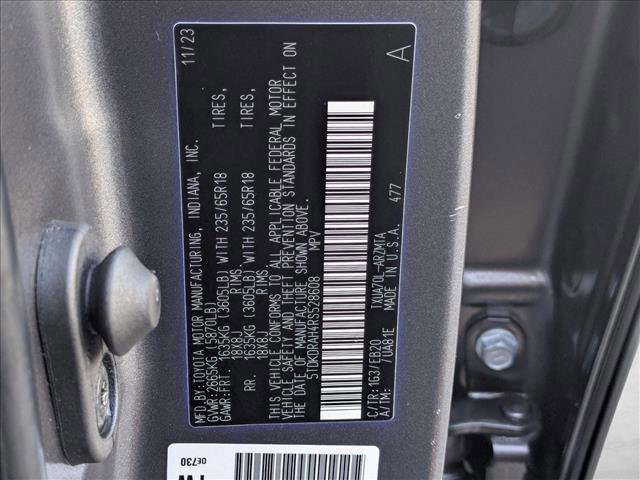 MFD. BY: TOYOTA MOTOR MANUFACTURING, INDIANA, INC. 11/23
GVWR: 2665KG (5870LB)
GAWR: FRT. 1635KG (3605LB) WITH 235/65R18 TIRES,
18X8J RIMS,
RR. 1635KG (3605LB) WITH 235/65R18 TIRES,
18X8J RIMS.
THIS VEHICLE CONFORMS TO ALL APPLICABLE FEDERAL MOTOR
VEHICLE SAFETY AND THEFT PREVENTION STANDARDS IN EFFECT ON
THE DATE OF MANUFACTURE SHOWN ABOVE.
5TDKDRAH4RS528608 MPV
A
C/TR: 1G3/FB20 TXUA70L-ARZMTA 477
A/TM: /UA81E MADE IN U.S.A.
0E730